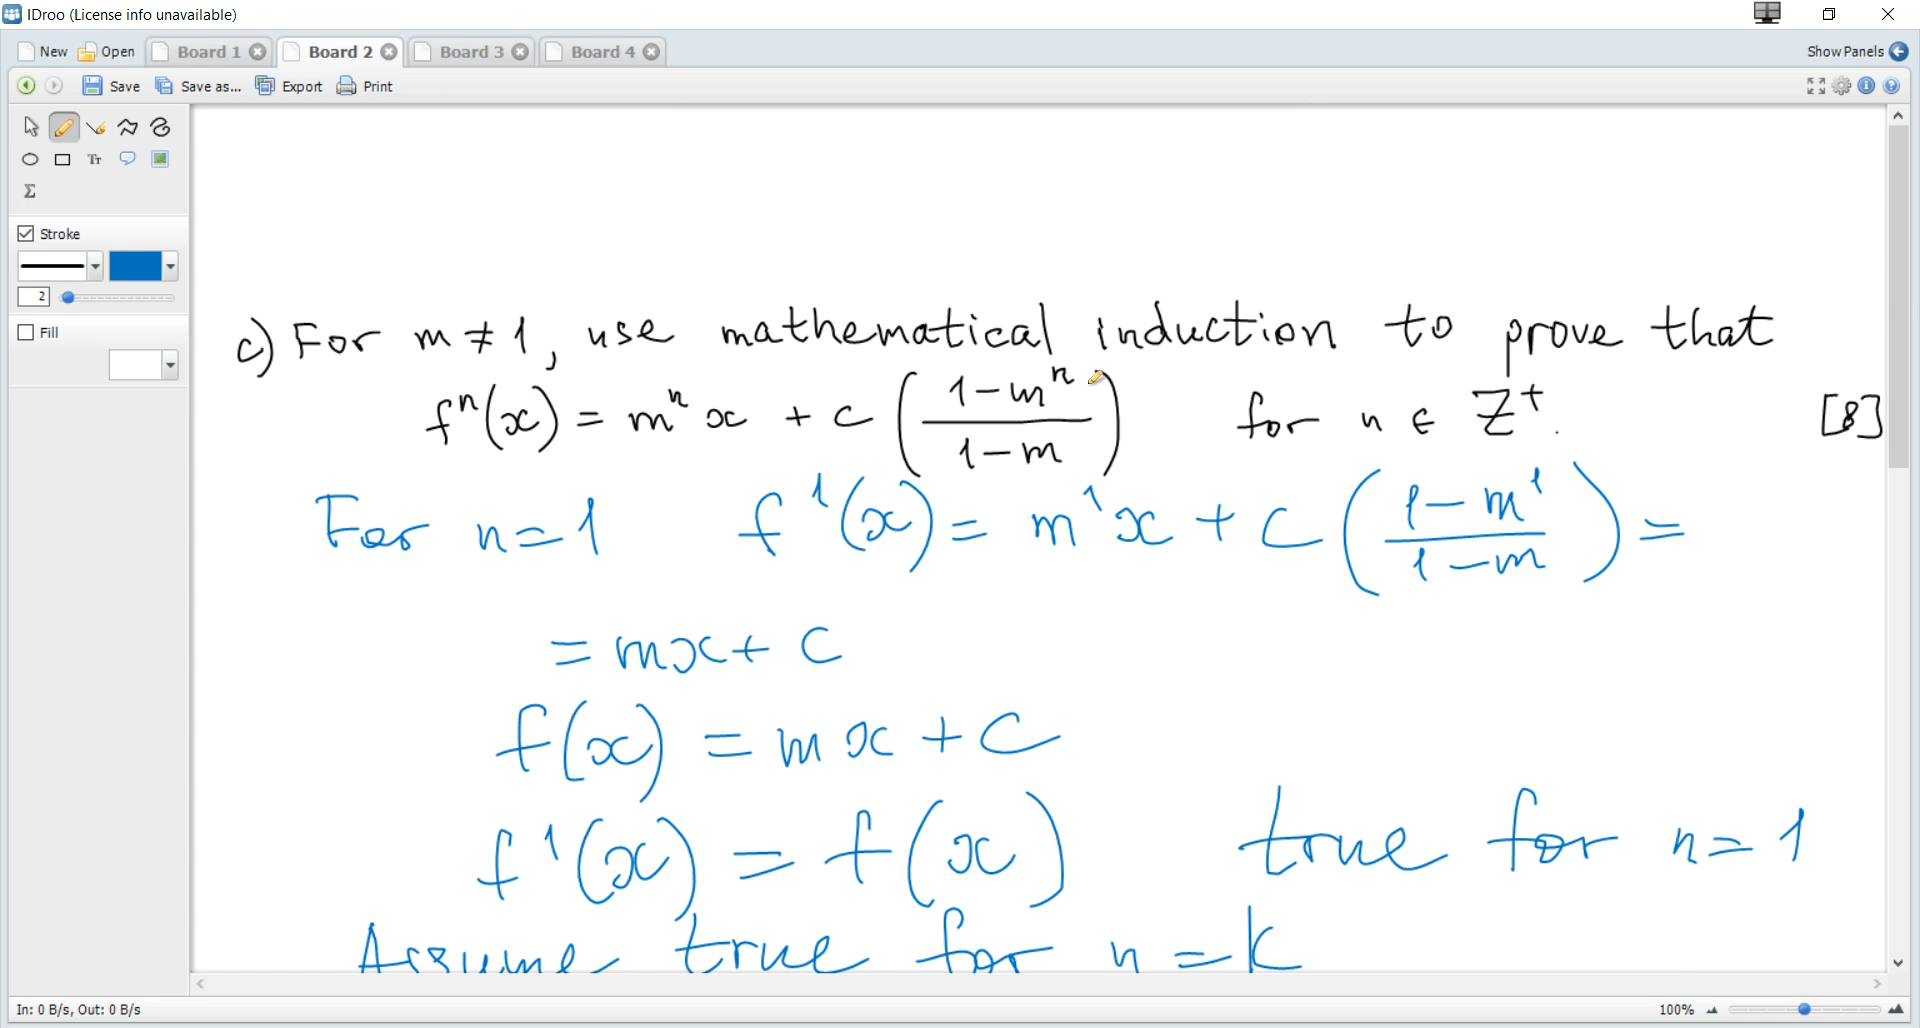 IDroo (License info unavailable)
New Open Board 1 Board 2 Board 3 Board 4 Show Panels
Save Save as... Export Print
Tt
Σ
Stroke
2
Fill
c) For m ≠ 1, use mathematical induction to prove that
fⁿ(x) = mⁿx + c ((1-mⁿ)/(1-m)) for n ∈ Z⁺. [8]
For n=1 f¹(x) = m¹x + c ((1-m¹)/(1-m)) =
= mx + c
f(x) = mx + c
f¹(x) = f(x) true for n=1
Assume true for n=k
In: 0 B/s, Out: 0 B/s 100%